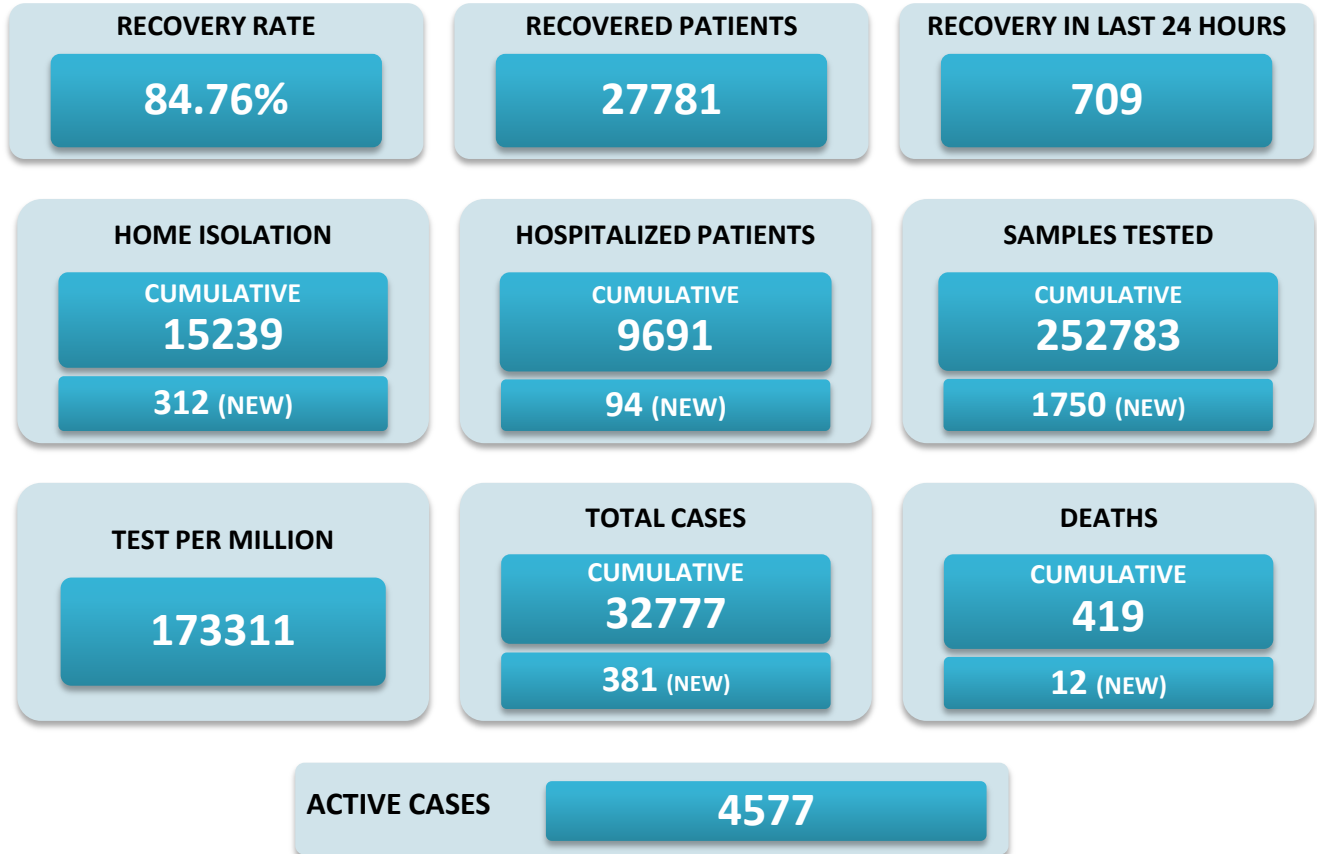 RECOVERY RATE
84.76%
RECOVERED PATIENTS
27781
RECOVERY IN LAST 24 HOURS
709
HOME ISOLATION
CUMULATIVE
15239
312 (NEW)
HOSPITALIZED PATIENTS
CUMULATIVE
9691
94 (NEW)
SAMPLES TESTED
CUMULATIVE
252783
1750 (NEW)
TEST PER MILLION
173311
TOTAL CASES
CUMULATIVE
32777
381 (NEW)
DEATHS
CUMULATIVE
419
12 (NEW)
ACTIVE CASES
4577